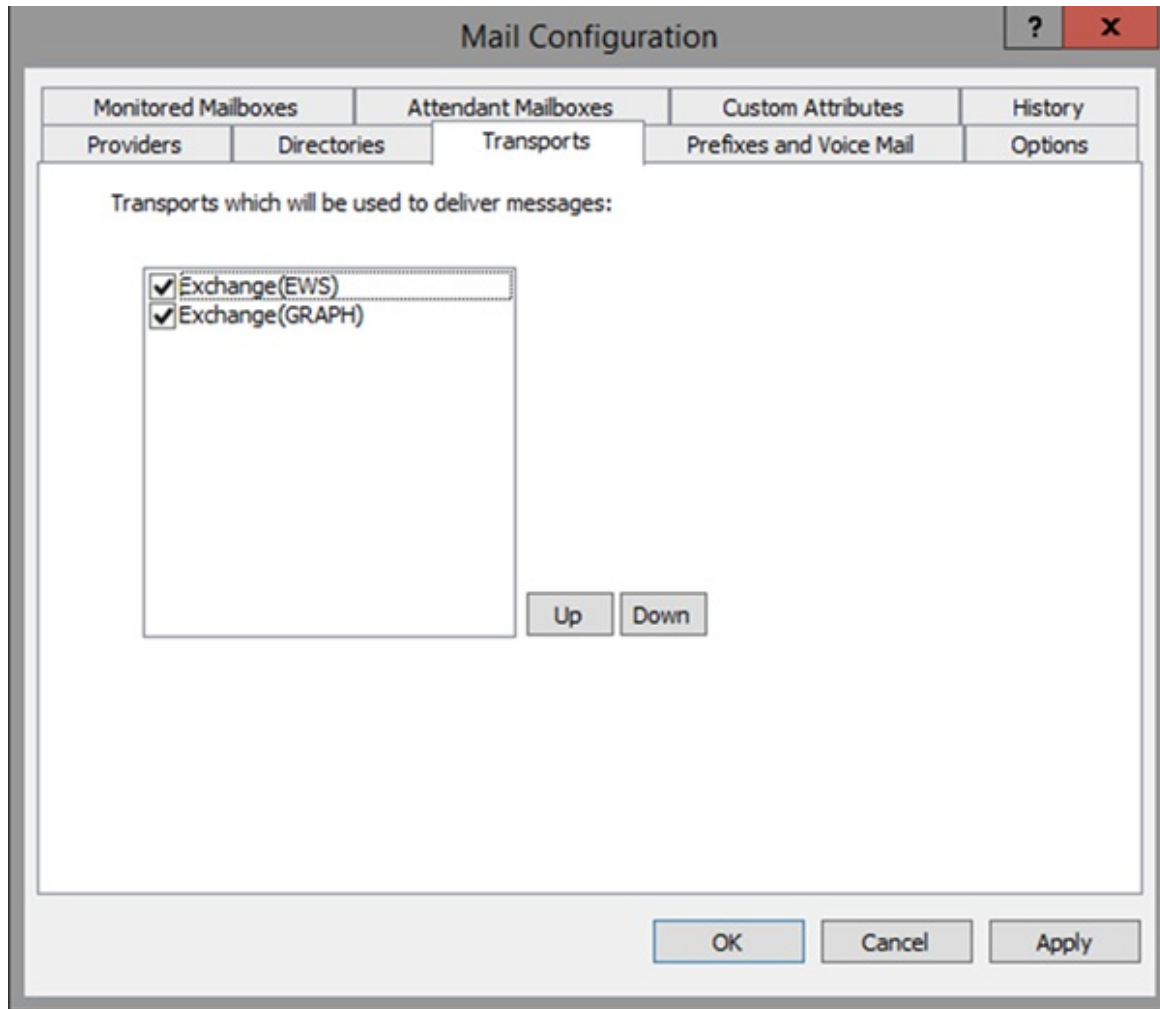 Mail Configuration
? x
Monitored Mailboxes Attendant Mailboxes Custom Attributes History
Providers Directories Transports Prefixes and Voice Mail Options
Transports which will be used to deliver messages:
Exchange(EWS)
Exchange(GRAPH)
Up Down
OK Cancel Apply